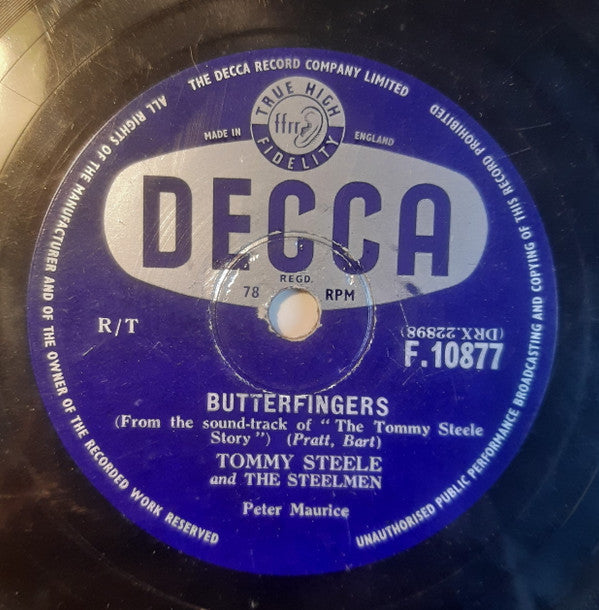 ALL RIGHTS OF THE MANUFACTURER AND OF THE OWNER OF THE RECORDED WORK RESERVED
THE DECCA RECORD COMPANY LIMITED
UNAUTHORISED PUBLIC PERFORMANCE BROADCASTING AND COPYING OF THIS RECORD PROHIBITED
TRUE HIGH
ffrr
FIDELITY
MADE IN
ENGLAND
DECCA
REGD.
78 RPM
R/T
(DRX.22898)
F.10877
BUTTERFINGERS
(From the sound-track of "The Tommy Steele
Story") (Pratt, Bart)
TOMMY STEELE
and THE STEELMEN
Peter Maurice